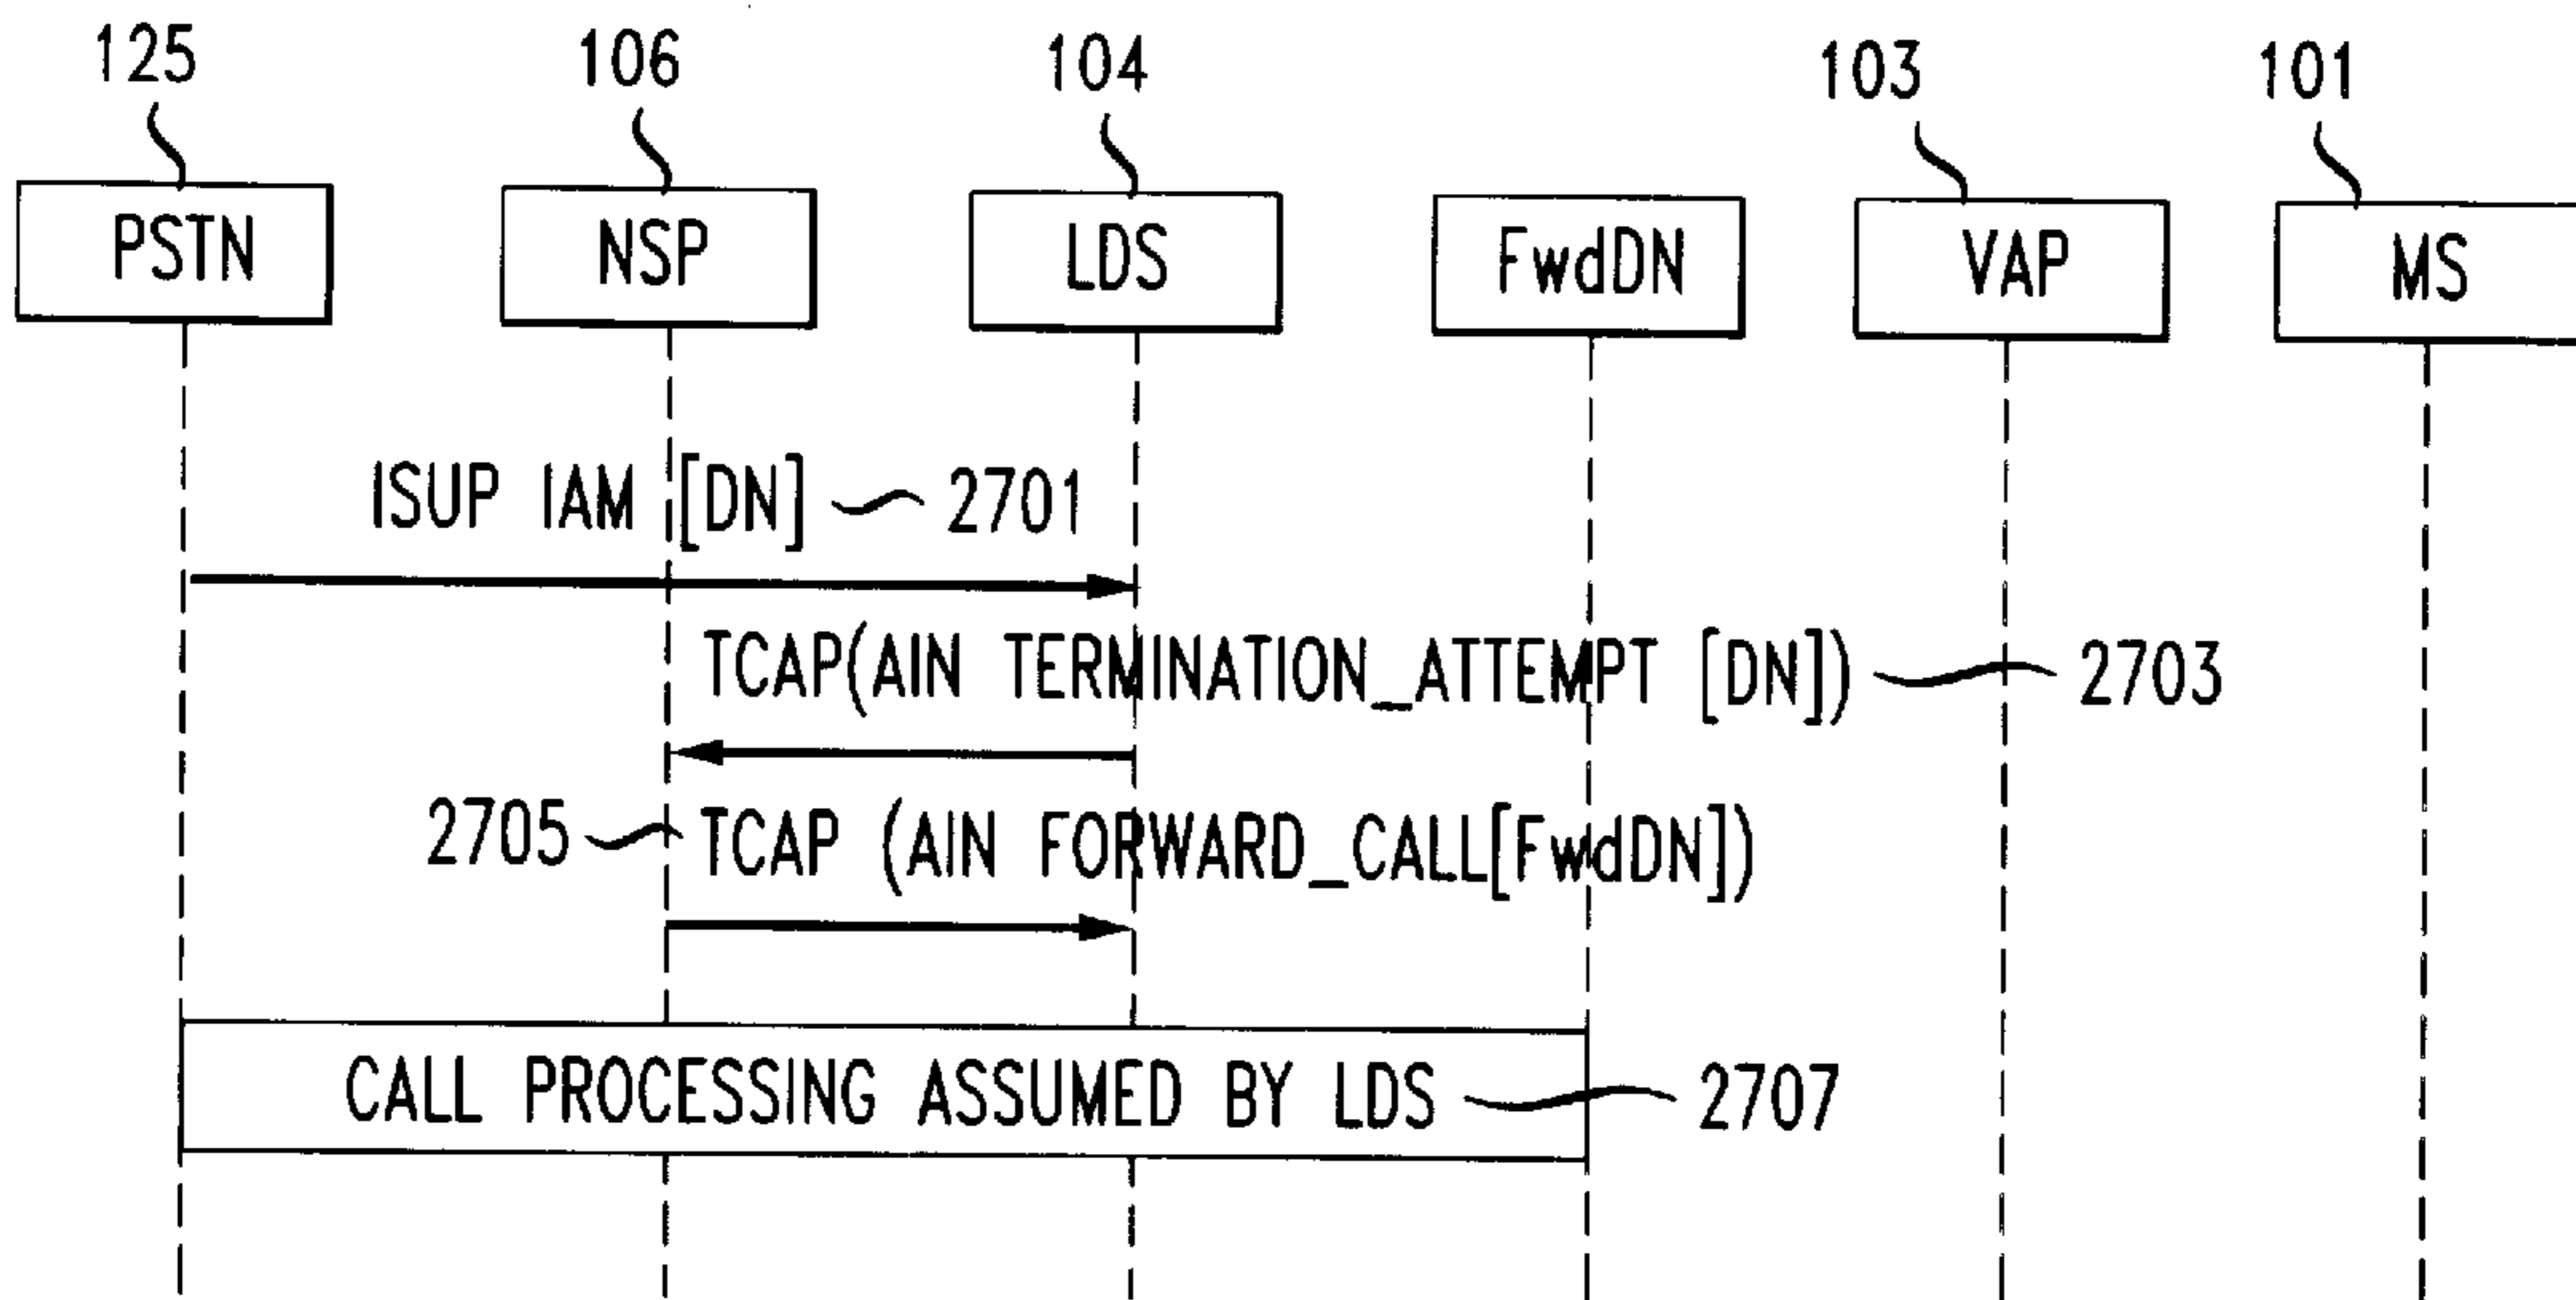 125 106 104 103 101
PSTN NSP LDS FwdDN VAP MS
ISUP IAM [DN] 2701
TCAP(AIN TERMINATION_ATTEMPT [DN]) 2703
2705 TCAP (AIN FORWARD_CALL[FwdDN])
CALL PROCESSING ASSUMED BY LDS 2707